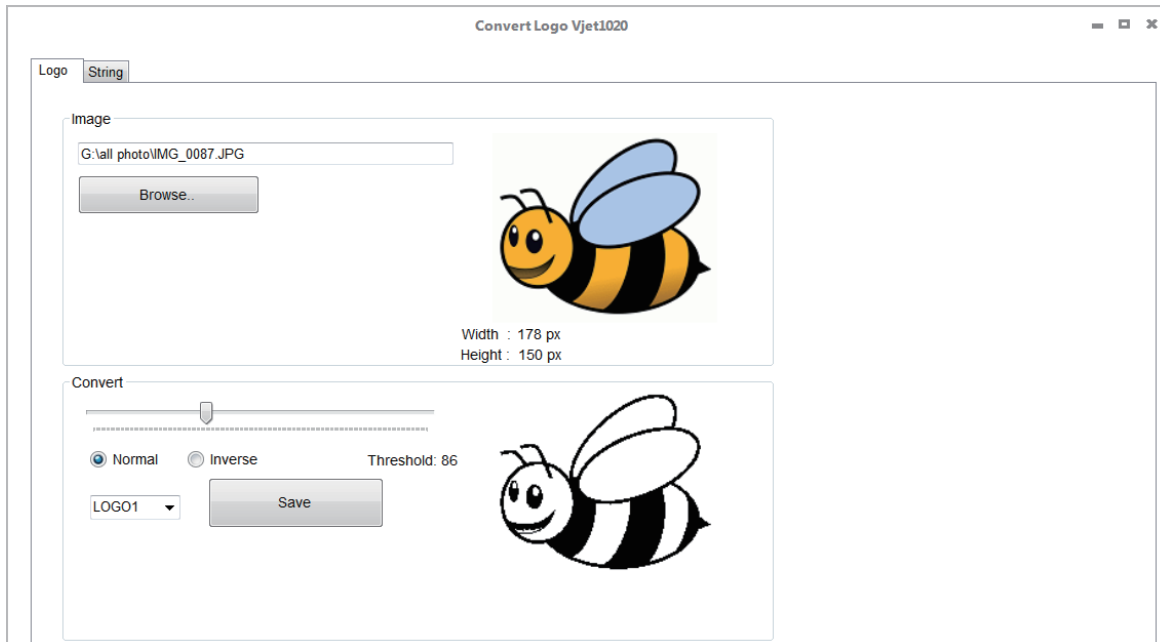 Convert Logo Vjet1020
Logo String
Image
G:\all photo\IMG_0087.JPG
Browse..
Width : 178 px
Height : 150 px
Convert
Normal Inverse Threshold: 86
LOGO1 Save